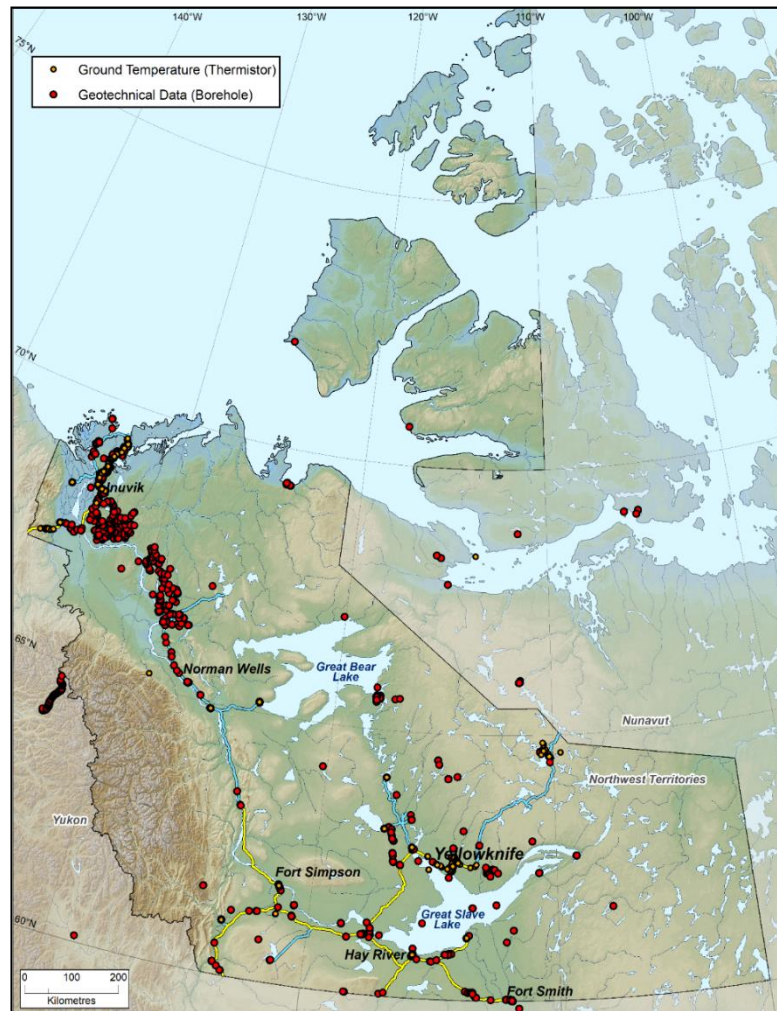 140°W
130°W
120°W
110°W
100°W
75°N
Ground Temperature (Thermistor)
Geotechnical Data (Borehole)
70°N
Inuvik
65°N
Norman Wells
Great Bear
Lake
Nunavut
Northwest Territories
Yukon
Yellowknife
Fort Simpson
Great Slave
Lake
60°N
Hay River
Fort Smith
0 50 100 200
Kilometres